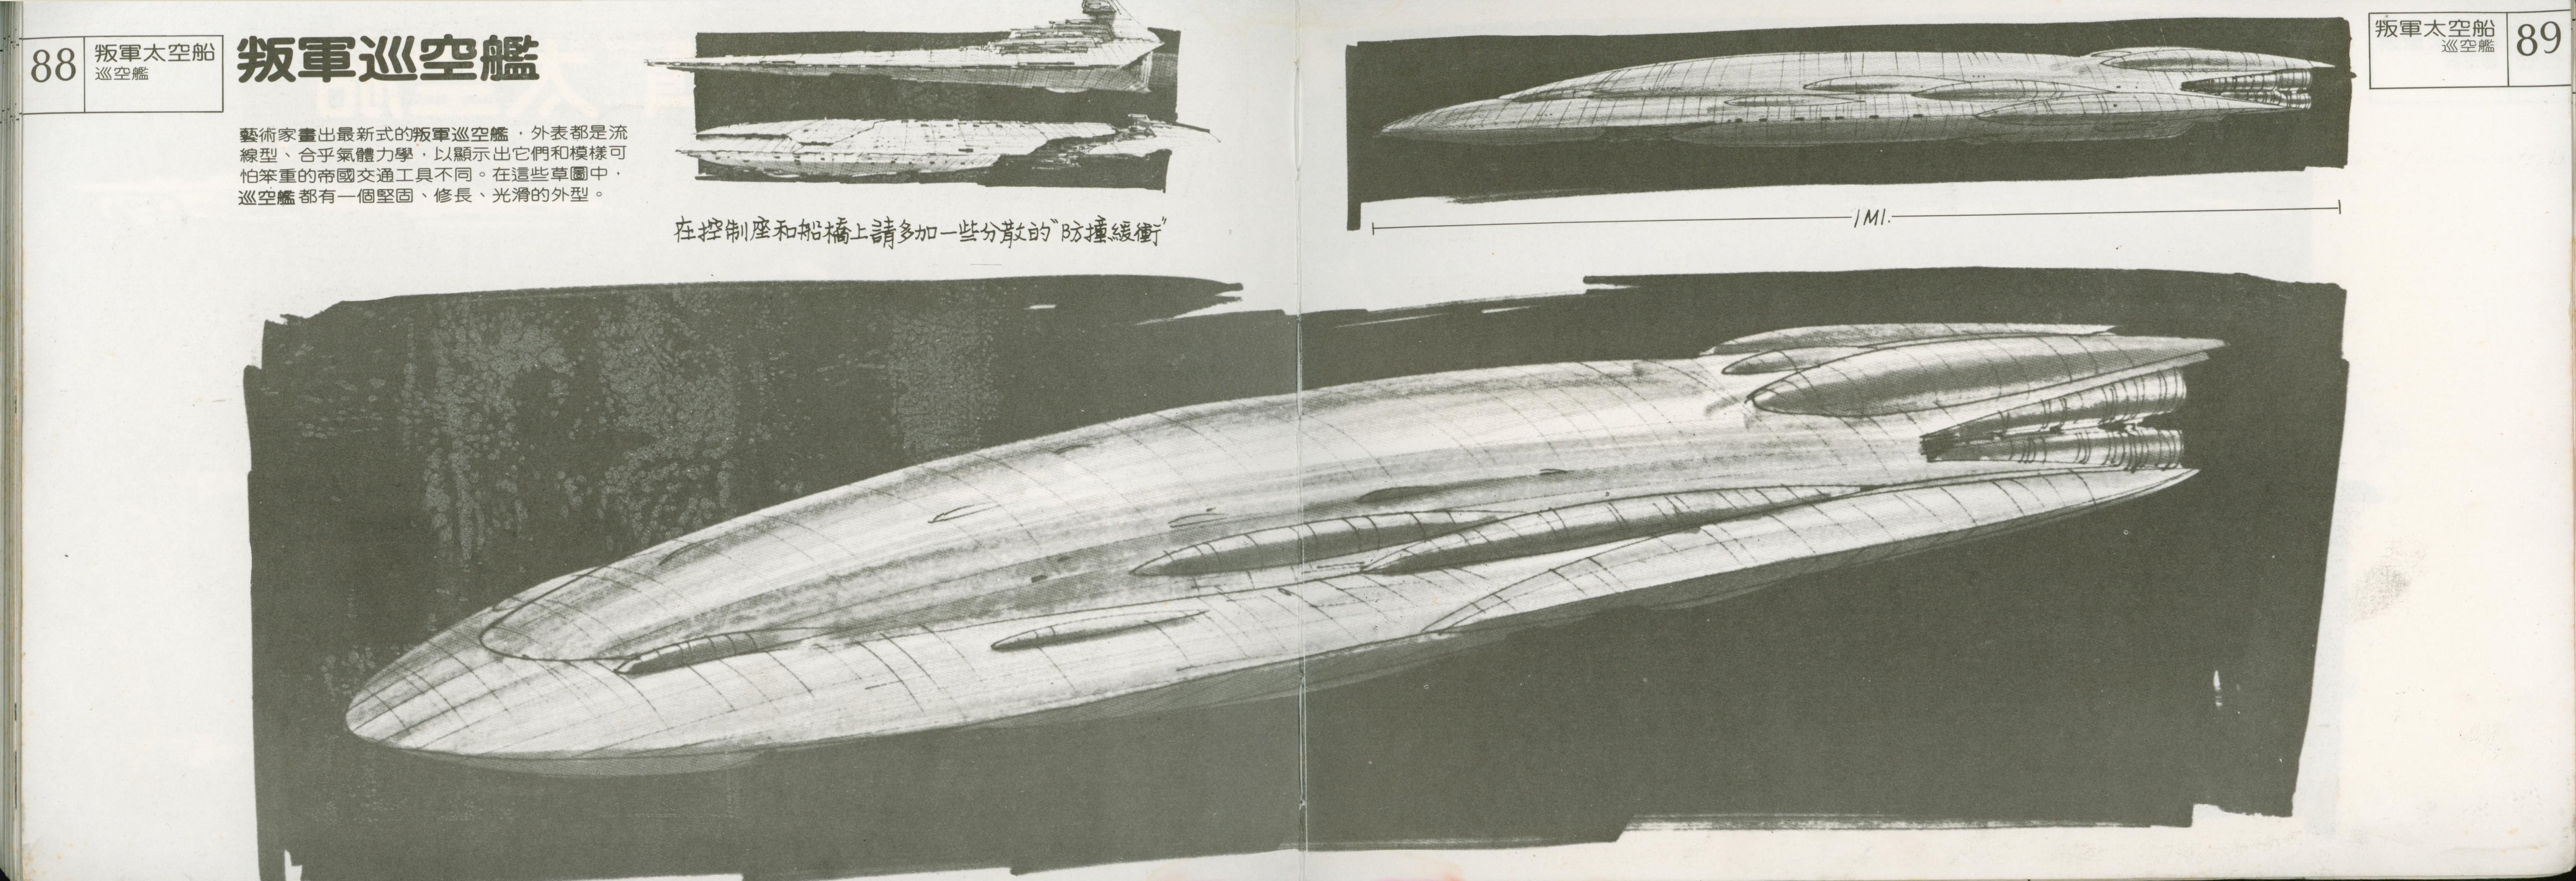 88
叛軍太空船
巡空艦
叛軍巡空艦
藝術家畫出最新式的叛軍巡空艦，外表都是流
線型、合乎氣體力學，以顯示出它們和模樣可
怕笨重的帝國交通工具不同。在這些草圖中，
巡空艦都有一個堅固、修長、光滑的外型。
在控制座和船橋上請多加一些分散的"防撞緩衝"
1 MI.
叛軍太空船
巡空艦
89